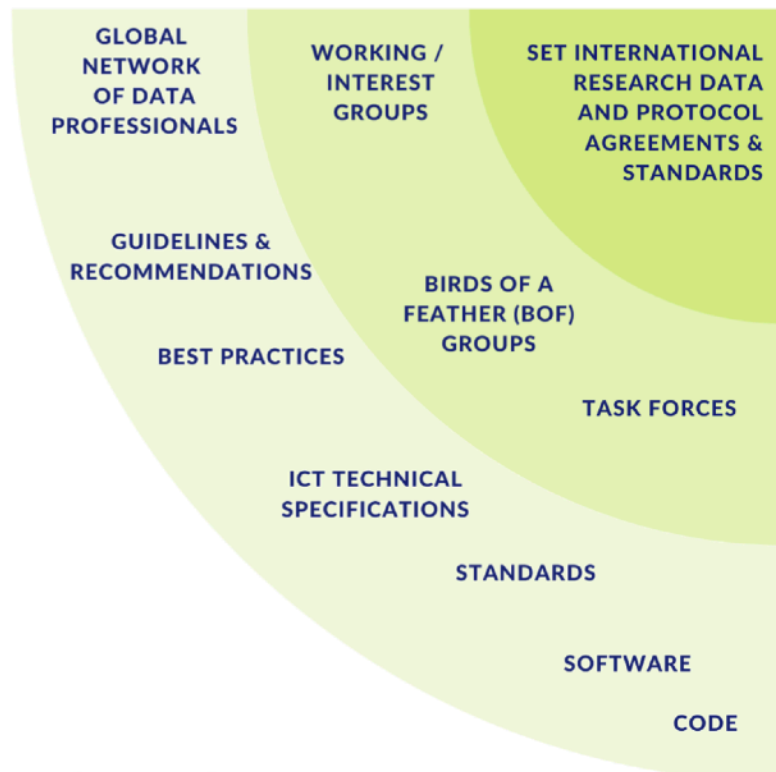 GLOBAL
NETWORK
OF DATA
PROFESSIONALS
WORKING /
INTEREST
GROUPS
SET INTERNATIONAL
RESEARCH DATA
AND PROTOCOL
AGREEMENTS &
STANDARDS
GUIDELINES &
RECOMMENDATIONS
BIRDS OF A
FEATHER (BOF)
GROUPS
BEST PRACTICES
TASK FORCES
ICT TECHNICAL
SPECIFICATIONS
STANDARDS
SOFTWARE
CODE